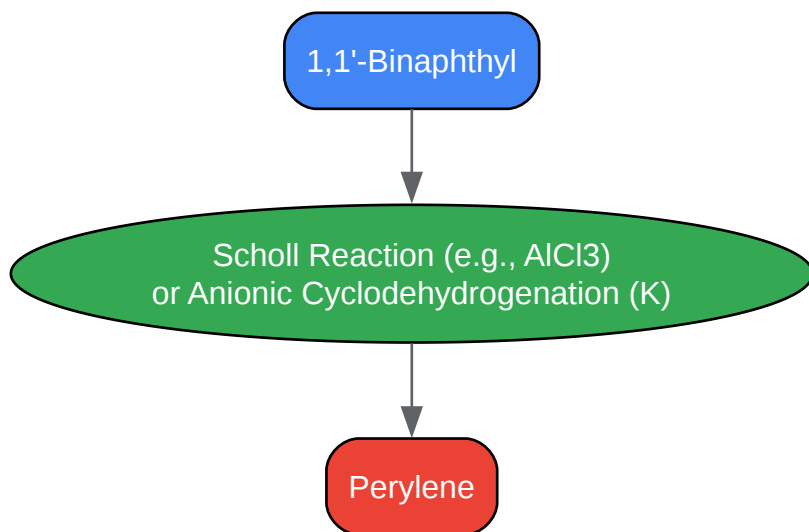 1,1'-Binaphthyl
Scholl Reaction (e.g., AlCl3)
or Anionic Cyclodehydrogenation (K)
Perylene